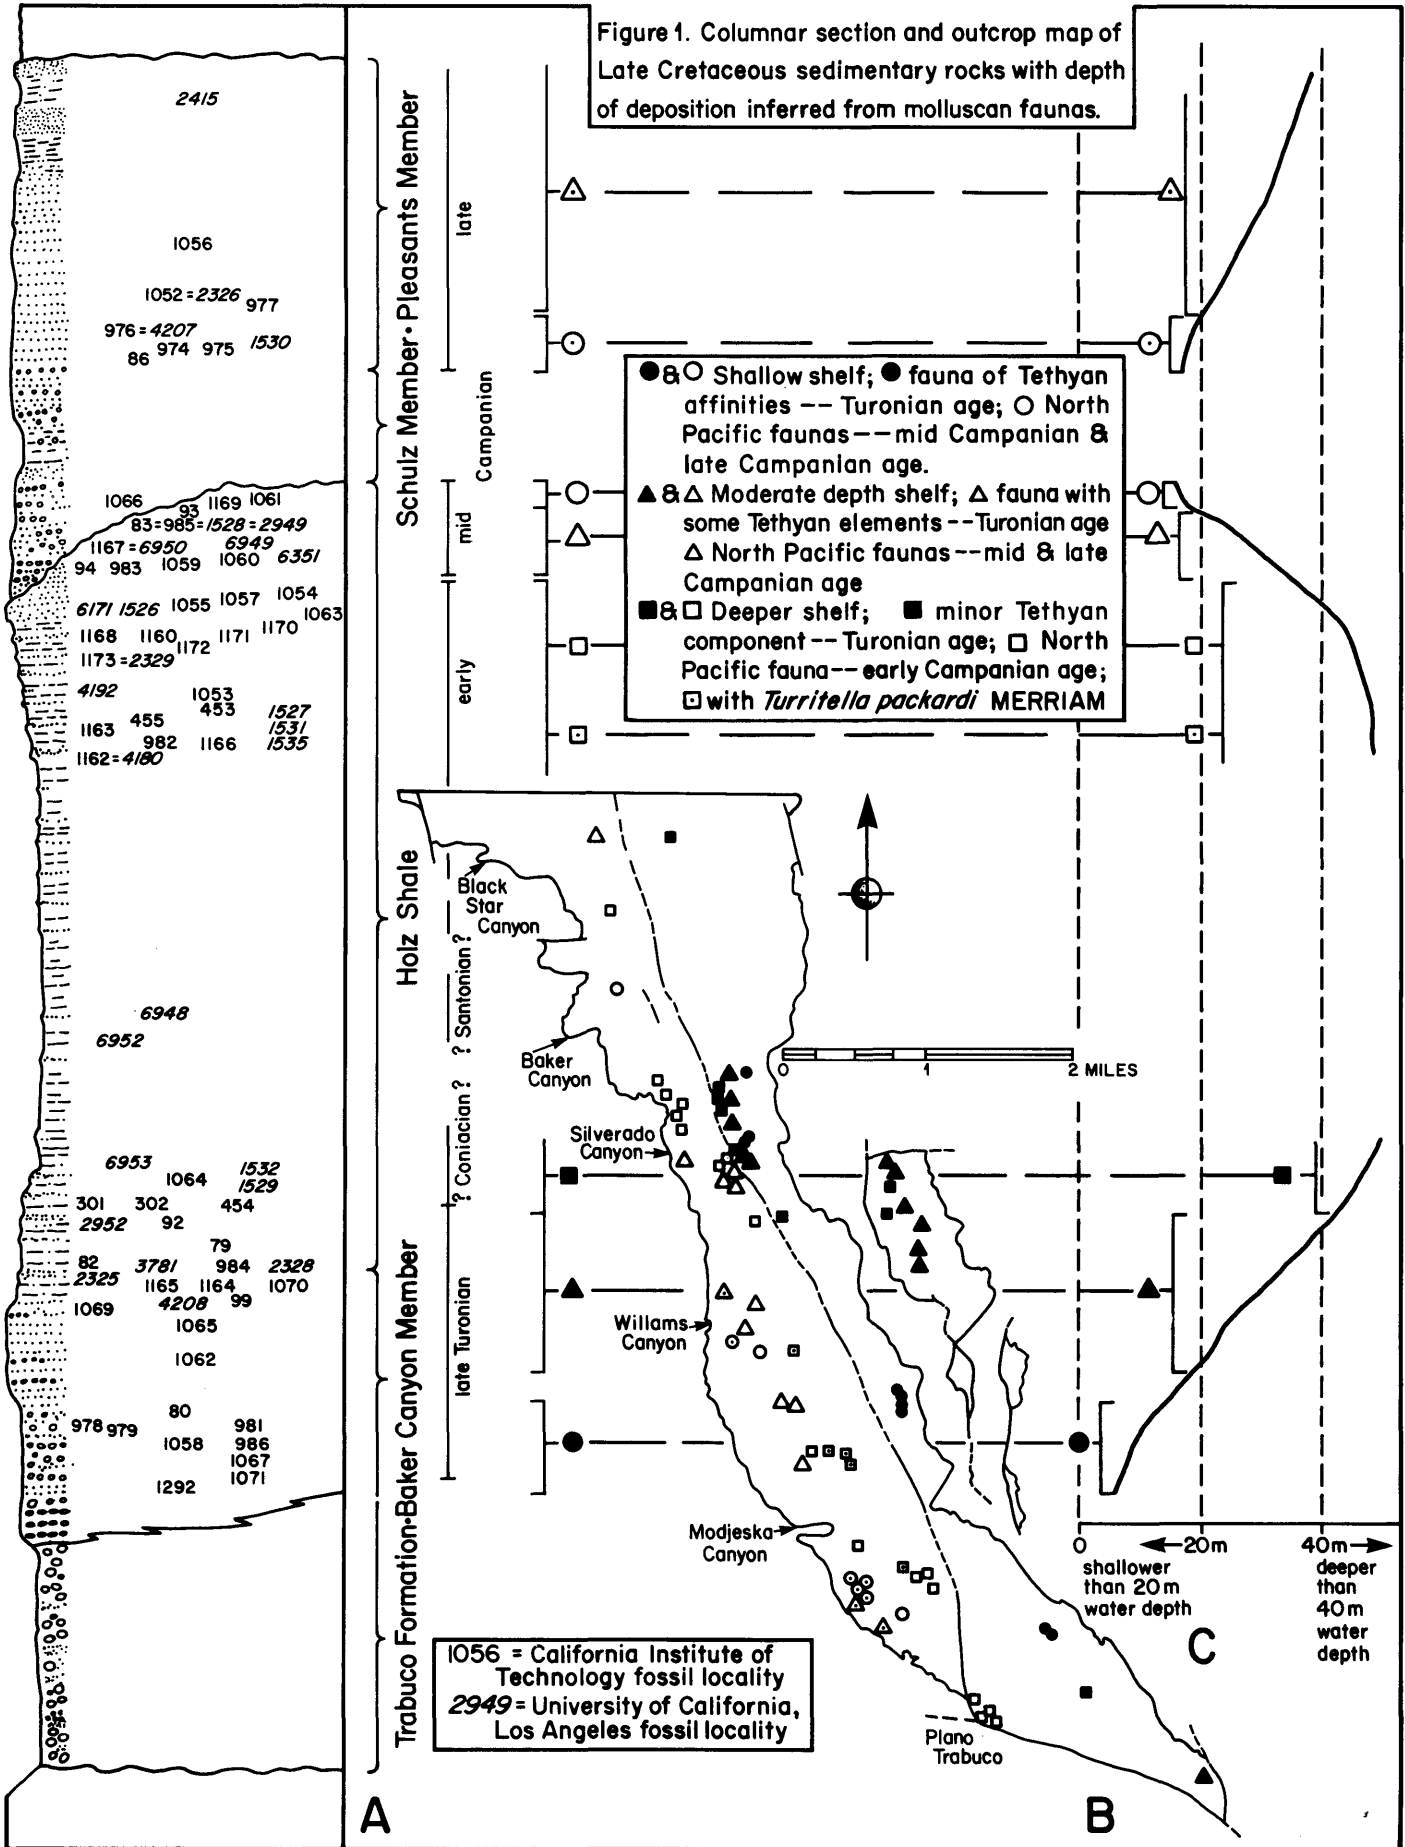 Figure 1. Columnar section and outcrop map of
Late Cretaceous sedimentary rocks with depth
of deposition inferred from molluscan faunas.
2415
1056
1052 = 2326 977
976 = 4207
86 974 975 1530
1066 93 1169 1061
83 = 985 = 1528 = 2949
1167 = 6950 6949
94 983 1059 1060 6351
6171 1526 1055 1057 1054
1063
1168 1160 1172 1171 1170
1173 = 2329
4192 1053
453 1527
1163 455 1531
982 1166 1535
1162 = 4180
6948
6952
6953 1532
1064 1529
301 302 454
2952 92
79
82 3781 984 2328
2325 1165 1164 1070
1069 4208 99
1065
1062
80
978 979 981
1058 986
1067
1071
1292
Schulz Member • Pleasants Member
Holz Shale
Trabuco Formation • Baker Canyon Member
late
Campanian
mid
early
? Santonian ?
? Coniacian ?
late Turonian
● & ○ Shallow shelf; ● fauna of Tethyan
affinities -- Turonian age; ○ North
Pacific faunas -- mid Campanian &
late Campanian age.
▲ & △ Moderate depth shelf; △ fauna with
some Tethyan elements -- Turonian age
△ North Pacific faunas -- mid & late
Campanian age
■ & □ Deeper shelf; ■ minor Tethyan
component -- Turonian age; □ North
Pacific fauna -- early Campanian age;
⊡ with Turritella packardi MERRIAM
Black
Star
Canyon
Baker
Canyon
Silverado
Canyon
Willams
Canyon
Modjeska
Canyon
Plano
Trabuco
0 1 2 MILES
0 20m 40m
shallower
than 20 m
water depth
deeper
than
40 m
water
depth
1056 = California Institute of
Technology fossil locality
2949 = University of California,
Los Angeles fossil locality
A
B
C